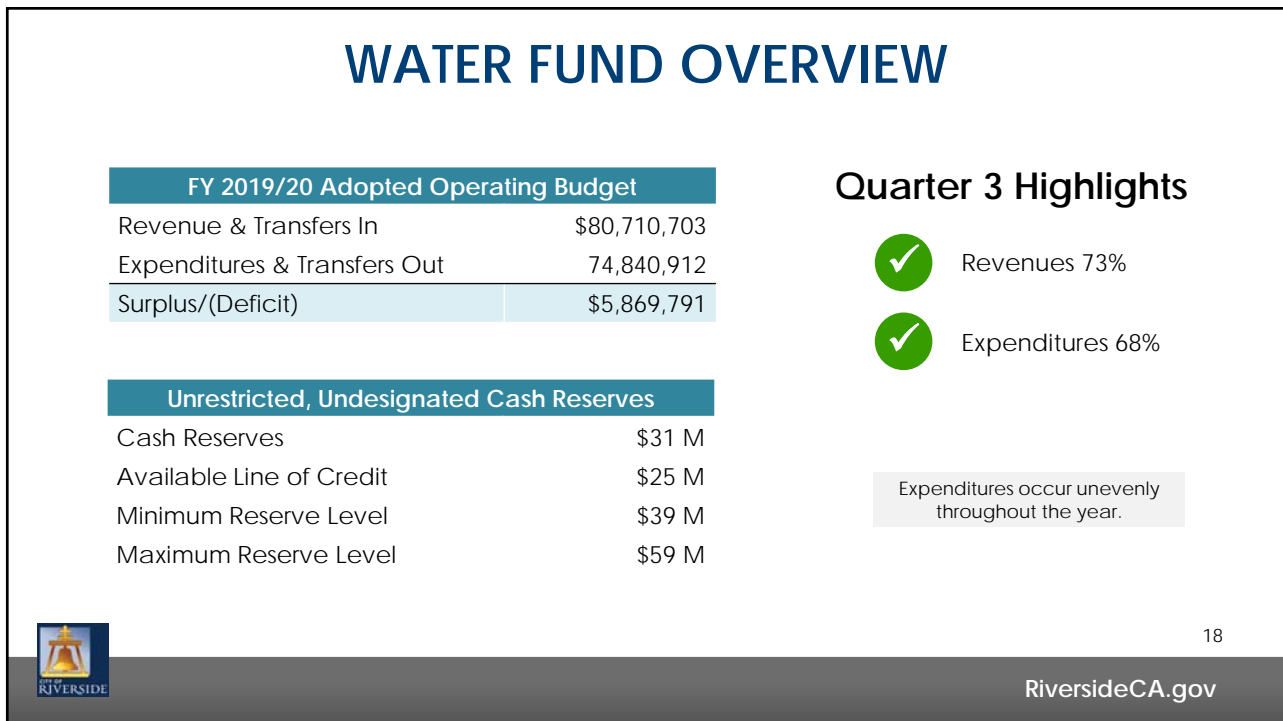 WATER FUND OVERVIEW
FY 2019/20 Adopted Operating Budget
Revenue & Transfers In $80,710,703
Expenditures & Transfers Out 74,840,912
Surplus/(Deficit) $5,869,791
Unrestricted, Undesignated Cash Reserves
Cash Reserves $31 M
Available Line of Credit $25 M
Minimum Reserve Level $39 M
Maximum Reserve Level $59 M
Quarter 3 Highlights
Revenues 73%
Expenditures 68%
Expenditures occur unevenly
throughout the year.
18
CITY OF
RIVERSIDE
RiversideCA.gov